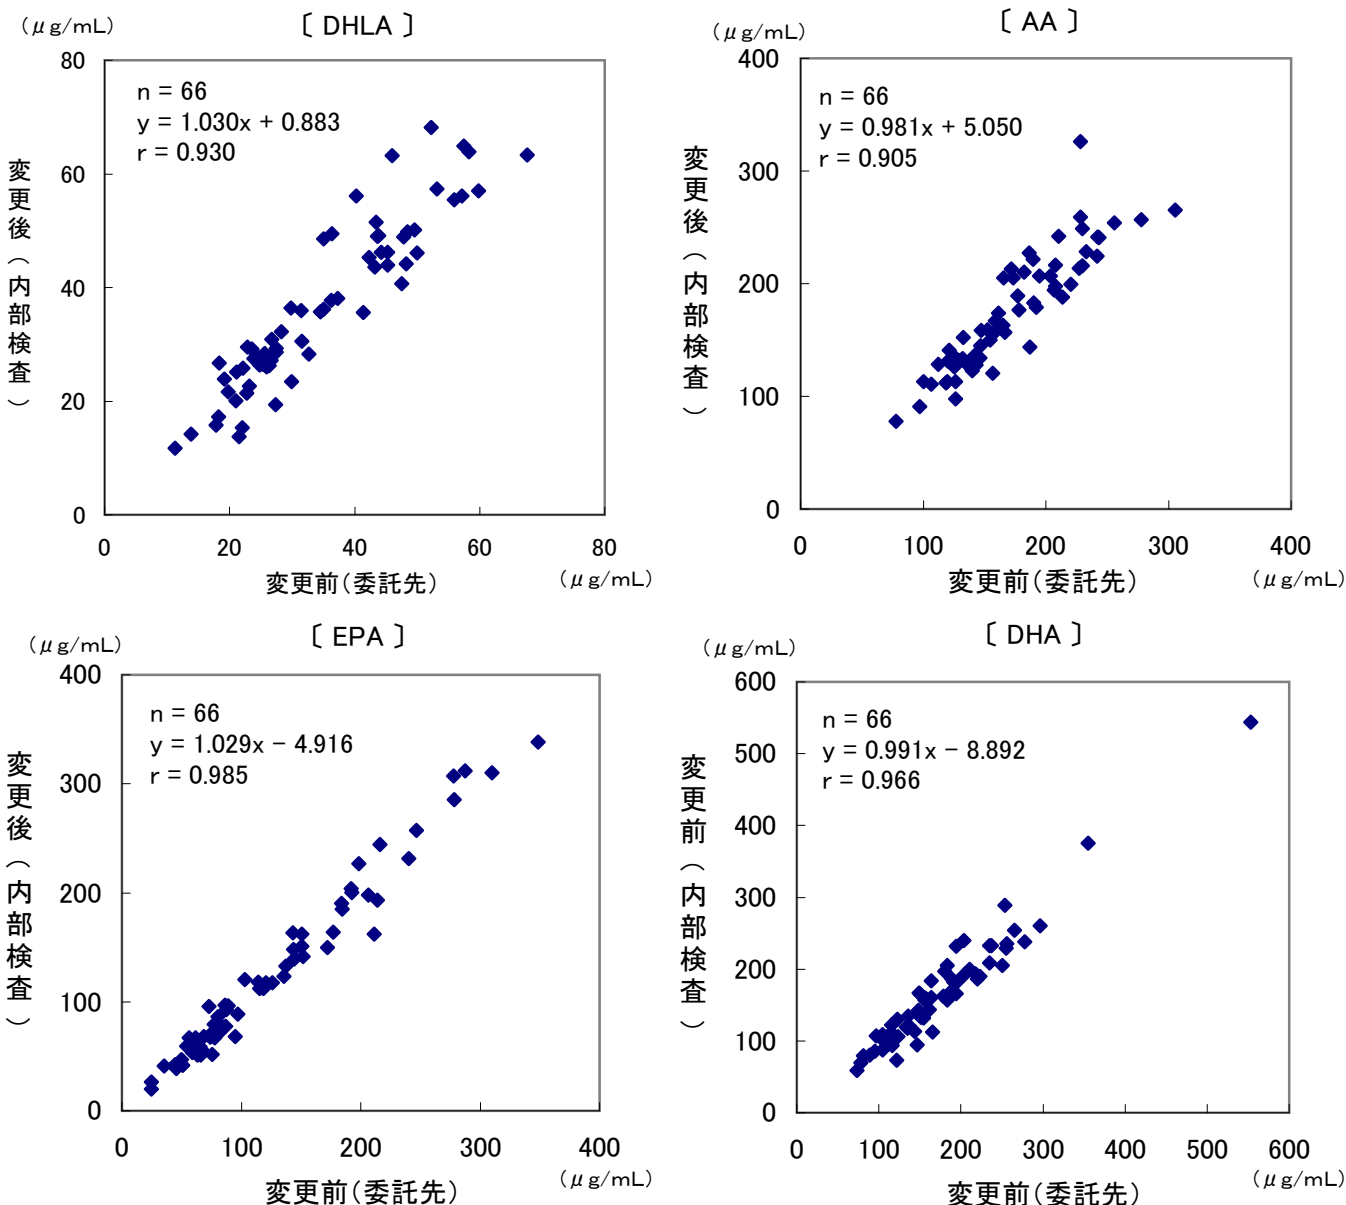 〔 DHLA 〕
(μg/mL)
80
60
40
20
0
n = 66
y = 1.030x + 0.883
r = 0.930
変更後(内部検査)
0 20 40 60 80
変更前(委託先)
(μg/mL)
〔 AA 〕
(μg/mL)
400
300
200
100
0
n = 66
y = 0.981x + 5.050
r = 0.905
変更後(内部検査)
0 100 200 300 400
変更前(委託先)
(μg/mL)
〔 EPA 〕
(μg/mL)
400
300
200
100
0
n = 66
y = 1.029x − 4.916
r = 0.985
変更後(内部検査)
0 100 200 300 400
変更前(委託先)
(μg/mL)
〔 DHA 〕
(μg/mL)
600
500
400
300
200
100
0
n = 66
y = 0.991x − 8.892
r = 0.966
変更前(内部検査)
0 100 200 300 400 500 600
変更前(委託先)
(μg/mL)